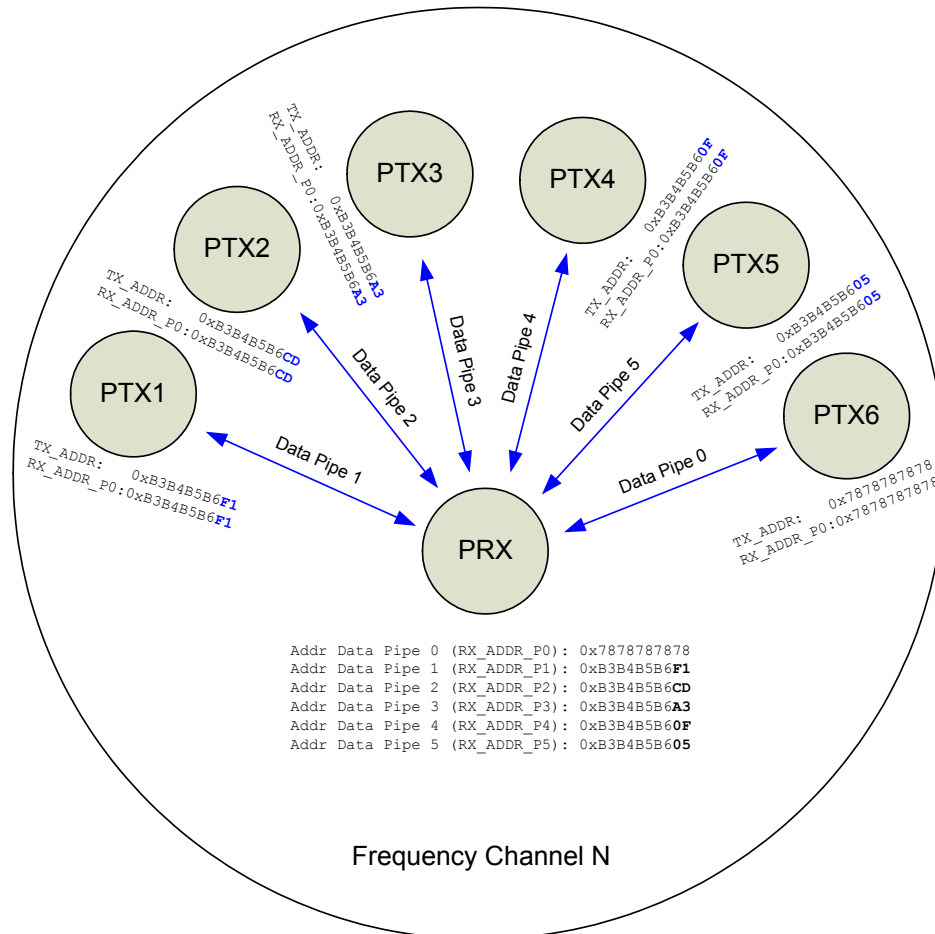 PTX3
PTX4
TX_ADDR: 0xB3B4B5B6A3
RX_ADDR_P0:0xB3B4B5B6A3
TX_ADDR: 0xB3B4B5B60F
RX_ADDR_P0:0xB3B4B5B60F
PTX2
PTX5
TX_ADDR: 0xB3B4B5B6CD
RX_ADDR_P0:0xB3B4B5B6CD
TX_ADDR: 0xB3B4B5B605
RX_ADDR_P0:0xB3B4B5B605
PTX1
PTX6
Data Pipe 1
Data Pipe 2
Data Pipe 3
Data Pipe 4
Data Pipe 5
Data Pipe 0
TX_ADDR: 0xB3B4B5B6F1
RX_ADDR_P0:0xB3B4B5B6F1
TX_ADDR: 0x7878787878
RX_ADDR_P0:0x7878787878
PRX
Addr Data Pipe 0 (RX_ADDR_P0): 0x7878787878
Addr Data Pipe 1 (RX_ADDR_P1): 0xB3B4B5B6F1
Addr Data Pipe 2 (RX_ADDR_P2): 0xB3B4B5B6CD
Addr Data Pipe 3 (RX_ADDR_P3): 0xB3B4B5B6A3
Addr Data Pipe 4 (RX_ADDR_P4): 0xB3B4B5B60F
Addr Data Pipe 5 (RX_ADDR_P5): 0xB3B4B5B605
Frequency Channel N